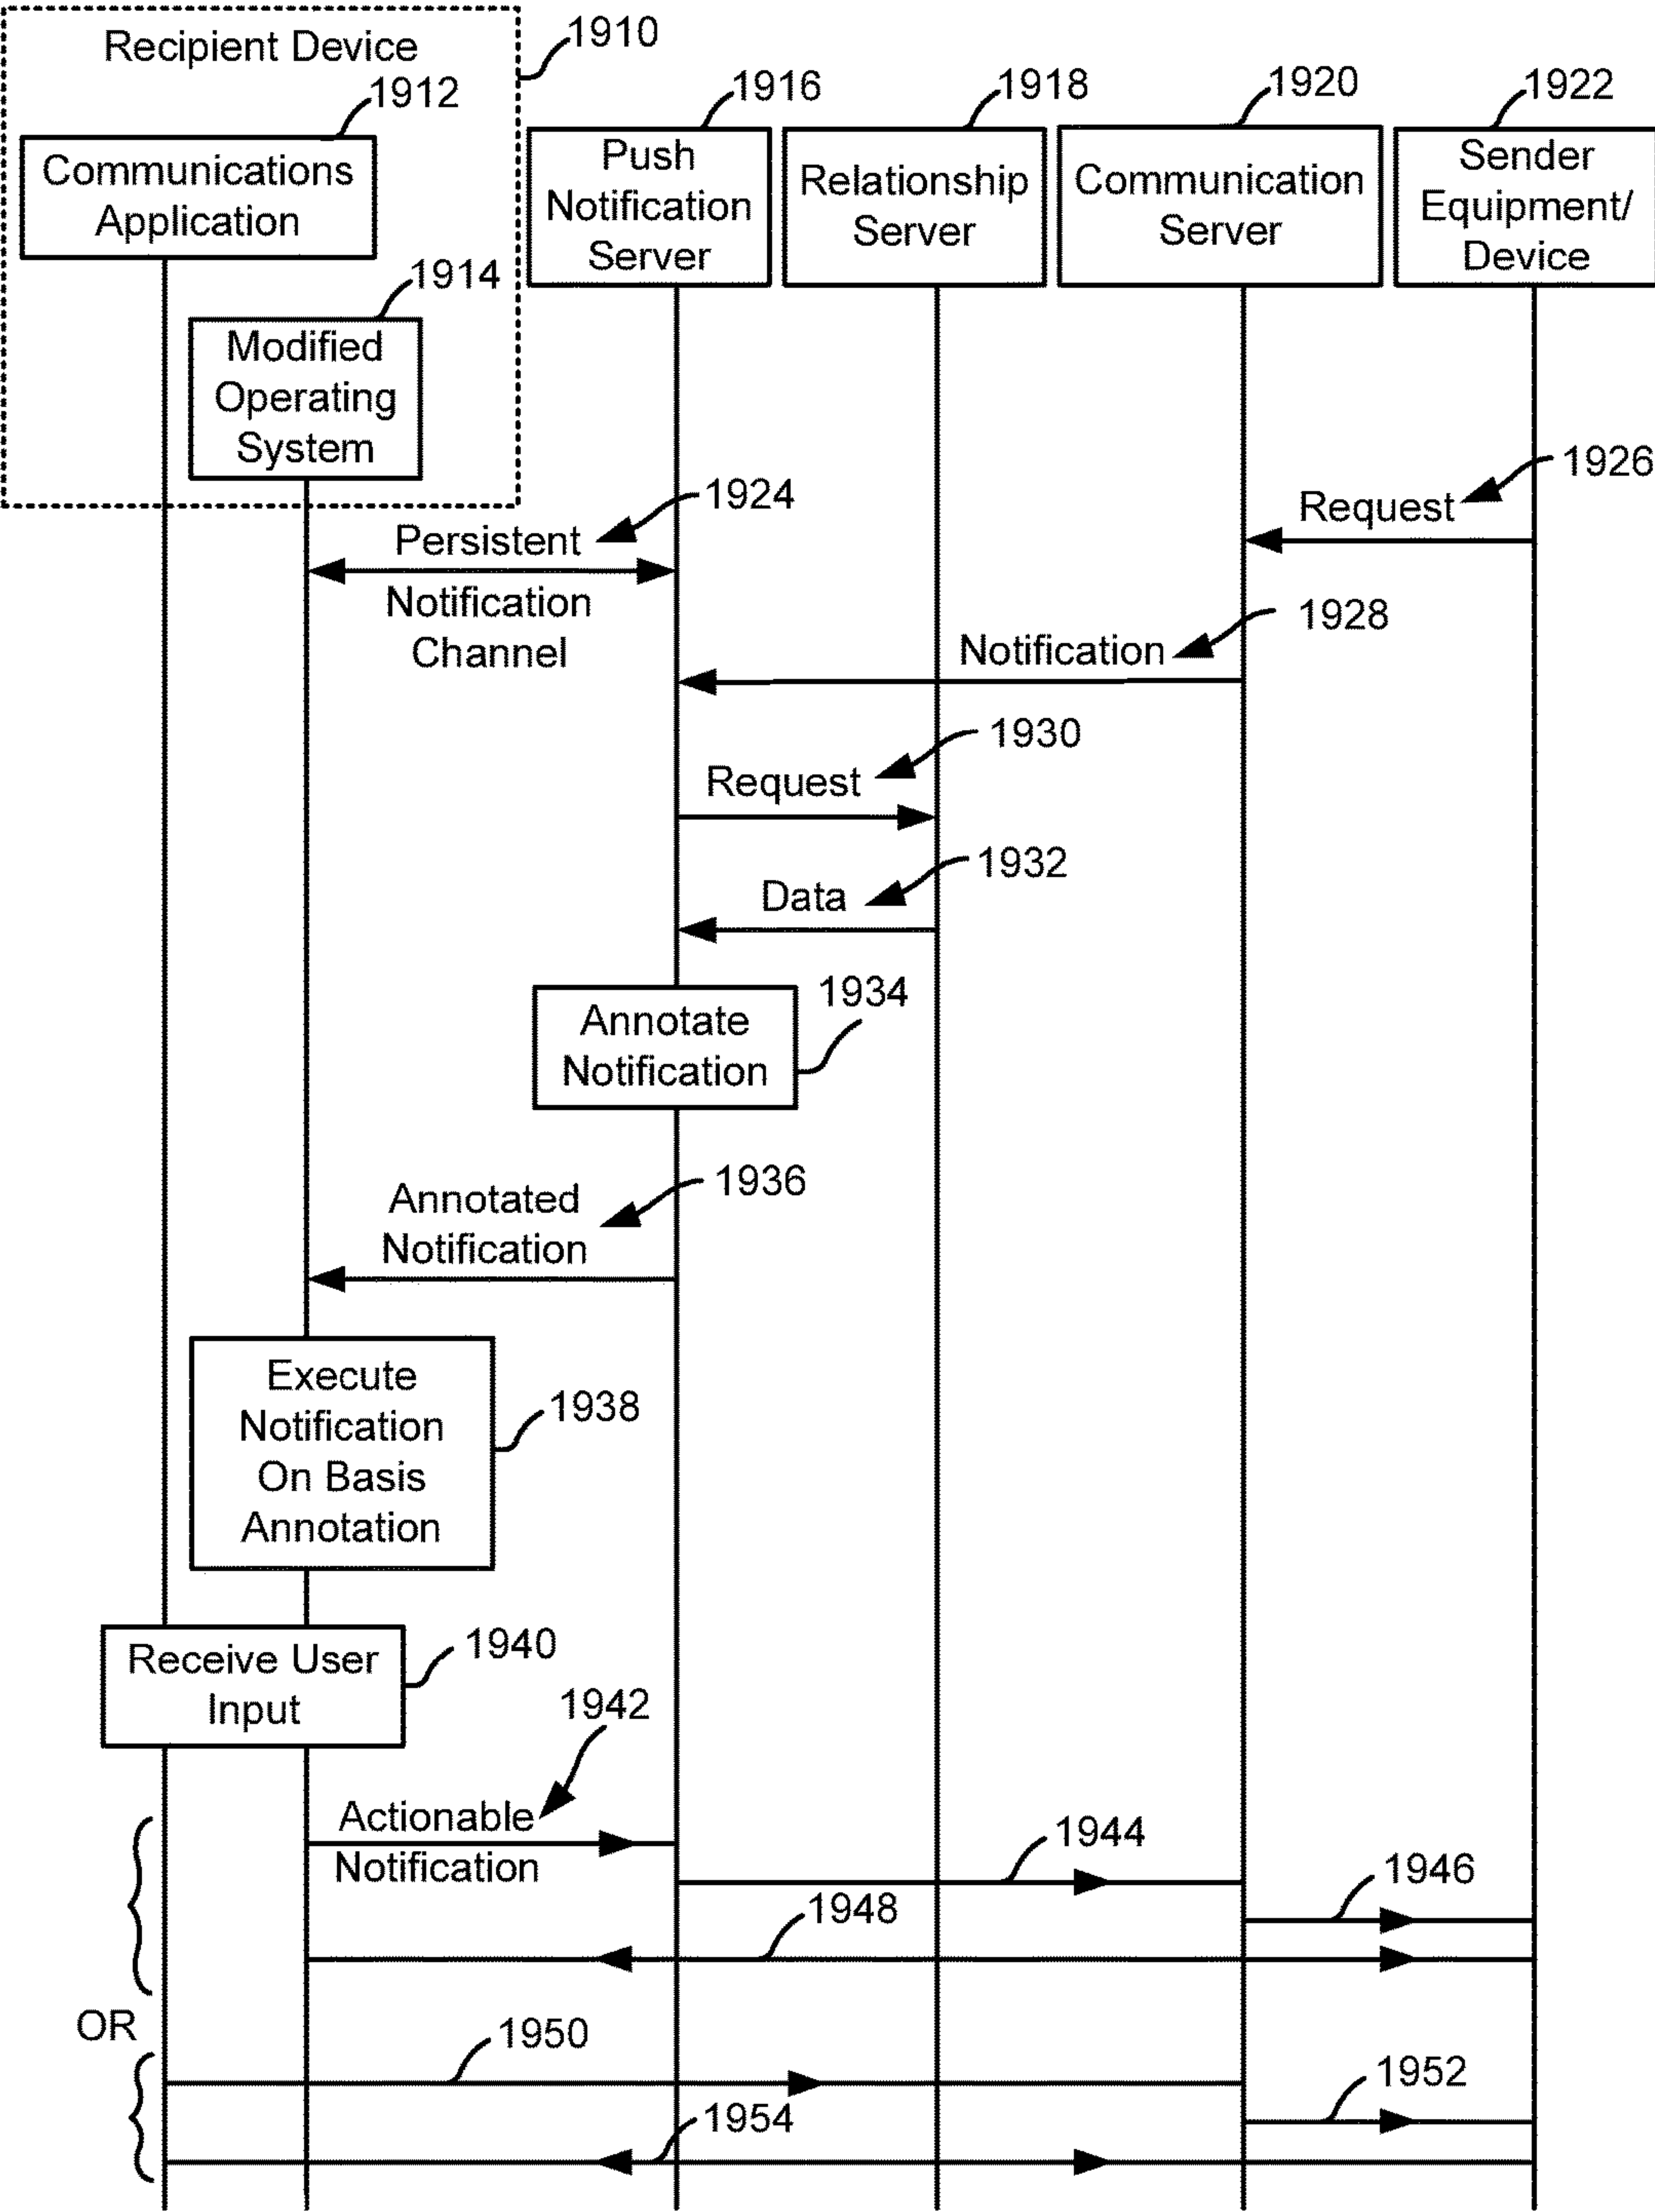 Recipient Device
1910
1912
Communications
Application
1914
Modified
Operating
System
1916
Push
Notification
Server
1918
Relationship
Server
1920
Communication
Server
1922
Sender
Equipment/
Device
1924
Persistent
Notification
Channel
1926
Request
1928
Notification
1930
Request
1932
Data
1934
Annotate
Notification
1936
Annotated
Notification
1938
Execute
Notification
On Basis
Annotation
1940
Receive User
Input
1942
Actionable
Notification
1944
1946
1948
OR
1950
1952
1954